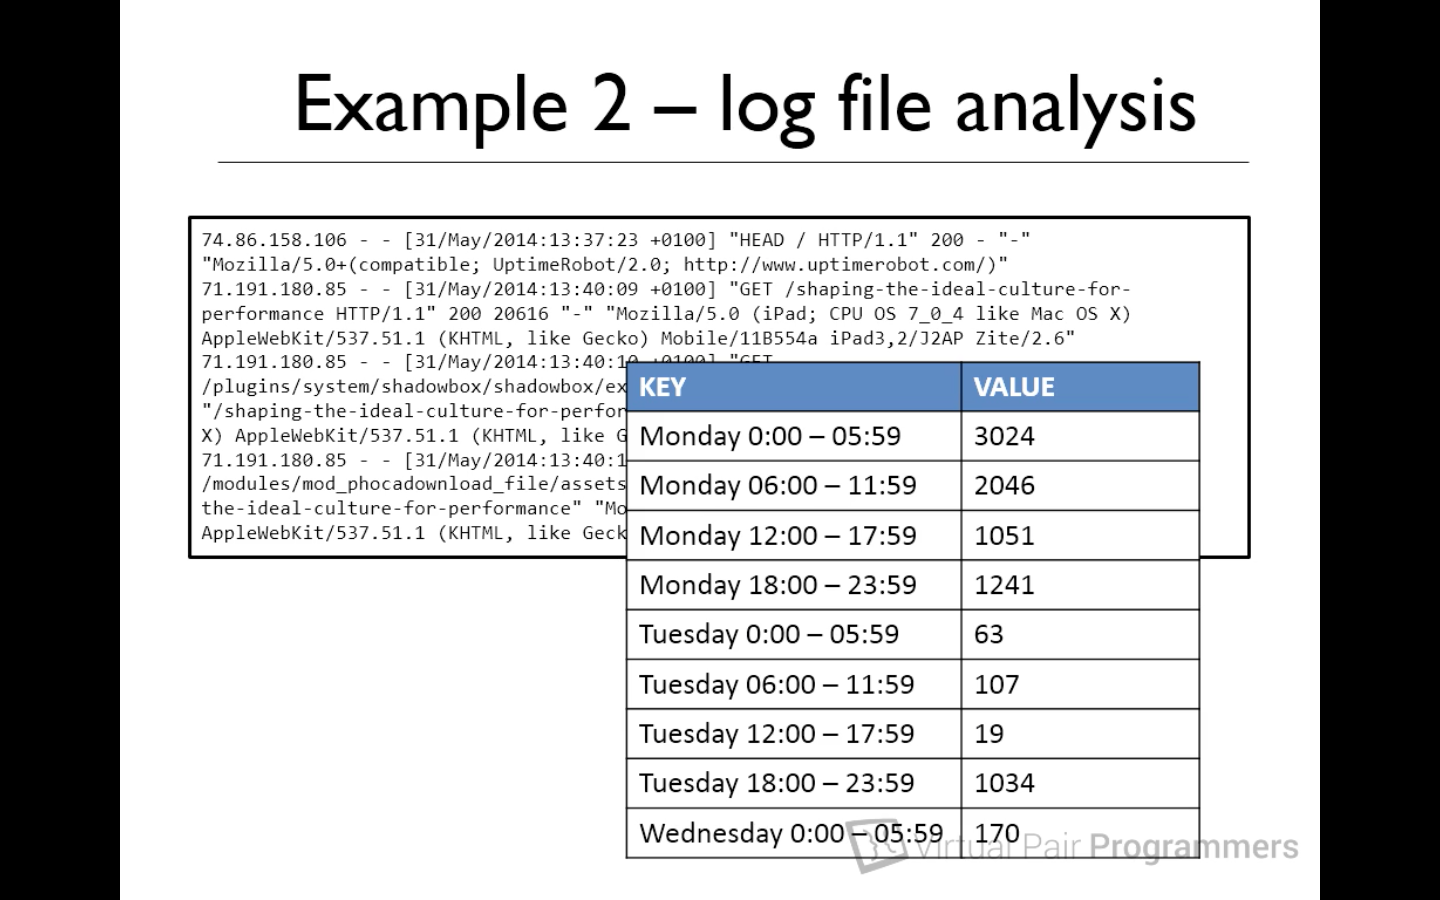 Example 2 – log file analysis
74.86.158.106 - - [31/May/2014:13:37:23 +0100] "HEAD / HTTP/1.1" 200 - "-"
"Mozilla/5.0+(compatible; UptimeRobot/2.0; http://www.uptimerobot.com/)"
71.191.180.85 - - [31/May/2014:13:40:09 +0100] "GET /shaping-the-ideal-culture-for-
performance HTTP/1.1" 200 20616 "-" "Mozilla/5.0 (iPad; CPU OS 7_0_4 like Mac OS X)
AppleWebKit/537.51.1 (KHTML, like Gecko) Mobile/11B554a iPad3,2/J2AP Zite/2.6"
71.191.180.85 - - [31/May/2014:13:40:10 +0100] "GET
/plugins/system/shadowbox/shadowbox/ex
"/shaping-the-ideal-culture-for-perfor
X) AppleWebKit/537.51.1 (KHTML, like G
71.191.180.85 - - [31/May/2014:13:40:1
/modules/mod_phocadownload_file/assets
the-ideal-culture-for-performance" "Mo
AppleWebKit/537.51.1 (KHTML, like Geck
KEY VALUE
Monday 0:00 – 05:59 3024
Monday 06:00 – 11:59 2046
Monday 12:00 – 17:59 1051
Monday 18:00 – 23:59 1241
Tuesday 0:00 – 05:59 63
Tuesday 06:00 – 11:59 107
Tuesday 12:00 – 17:59 19
Tuesday 18:00 – 23:59 1034
Wednesday 0:00 – 05:59 170
Virtual Pair Programmers